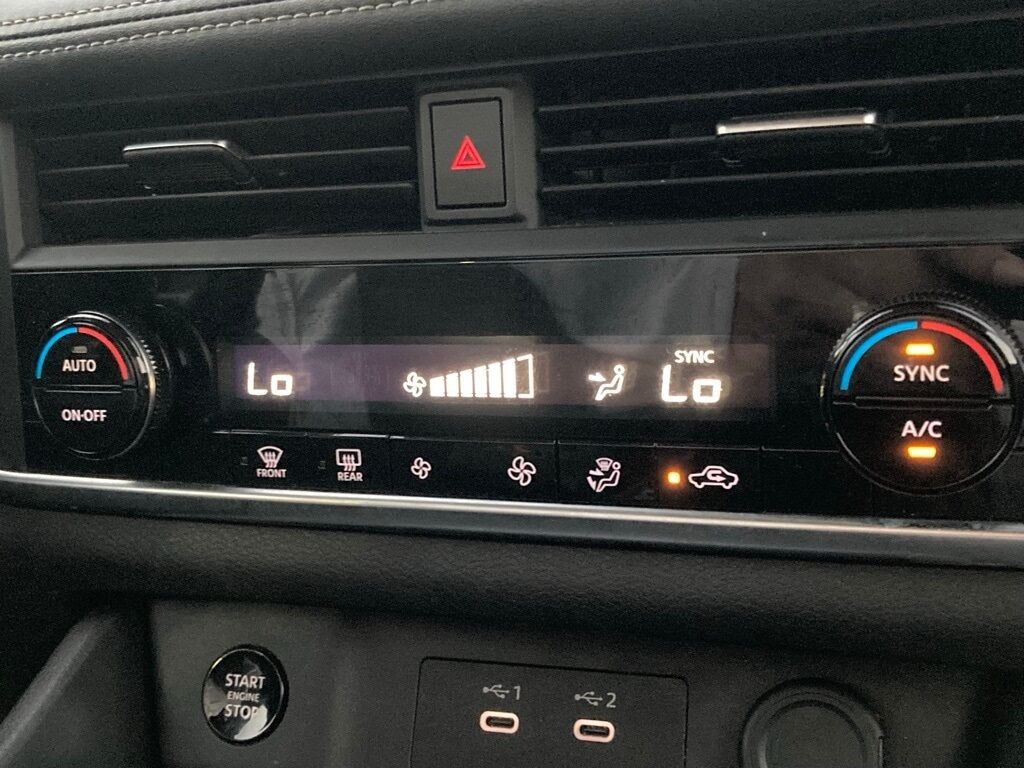 AUTO
ON·OFF
Lo
SYNC
Lo
SYNC
A/C
FRONT
REAR
START
ENGINE
STOP
1
2